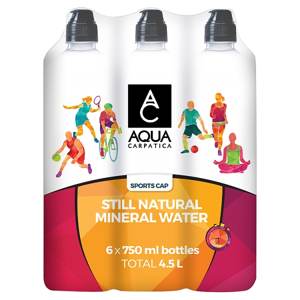 AC
AQUA
CARPATICA
SPORTS CAP
STILL NATURAL
MINERAL WATER
6 x 750 ml bottles
TOTAL 4.5 L